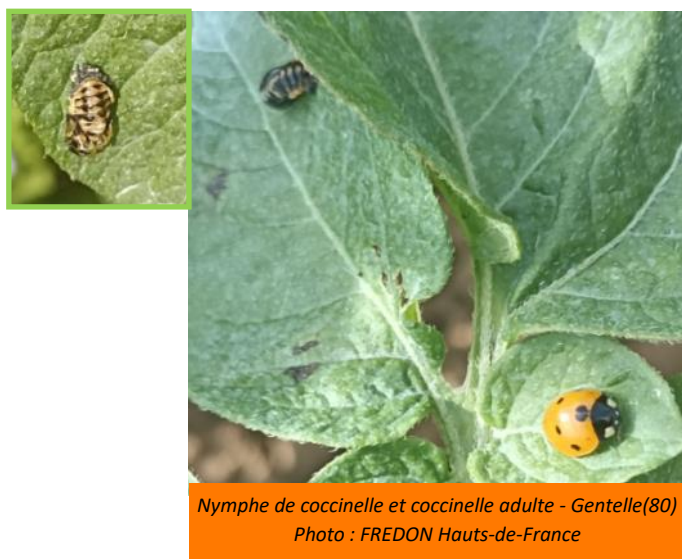 Nymphe de coccinelle et coccinelle adulte - Gentelle(80)
Photo : FREDON Hauts-de-France